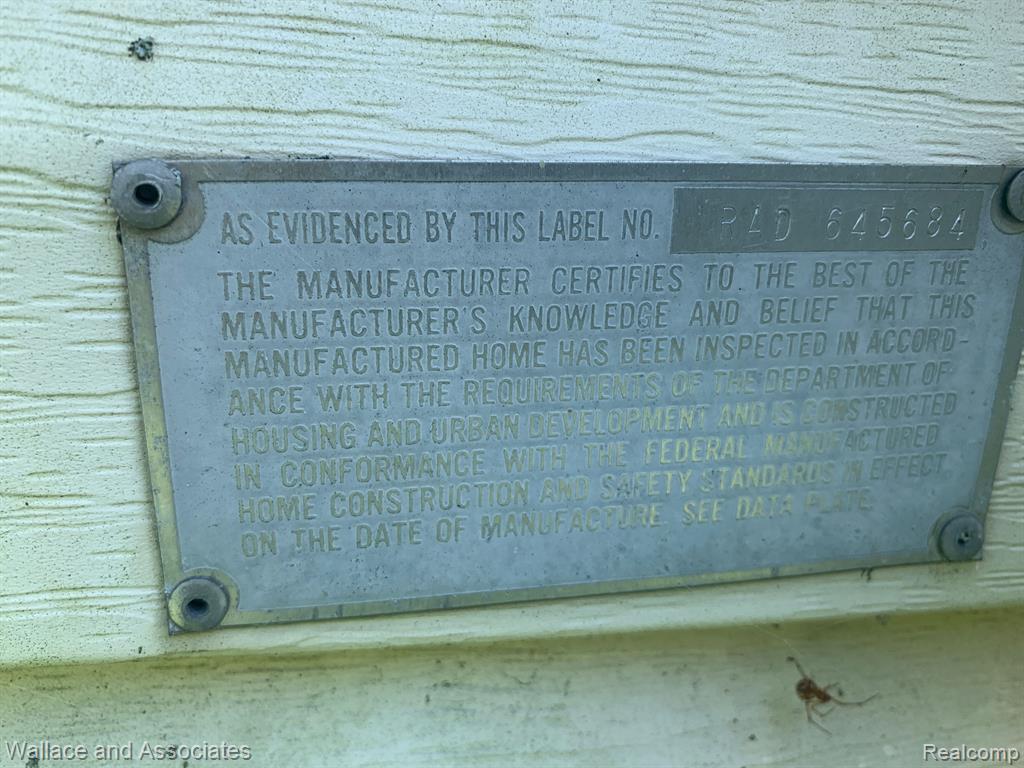 AS EVIDENCED BY THIS LABEL NO. RAD 645684
THE MANUFACTURER CERTIFIES TO THE BEST OF THE
MANUFACTURER'S KNOWLEDGE AND BELIEF THAT THIS
MANUFACTURED HOME HAS BEEN INSPECTED IN ACCORD-
ANCE WITH THE REQUIREMENTS OF THE DEPARTMENT OF
HOUSING AND URBAN DEVELOPMENT AND IS CONSTRUCTED
IN CONFORMANCE WITH THE FEDERAL MANUFACTURED
HOME CONSTRUCTION AND SAFETY STANDARDS IN EFFECT
ON THE DATE OF MANUFACTURE. SEE DATA PLATE.
Wallace and Associates
Realcomp